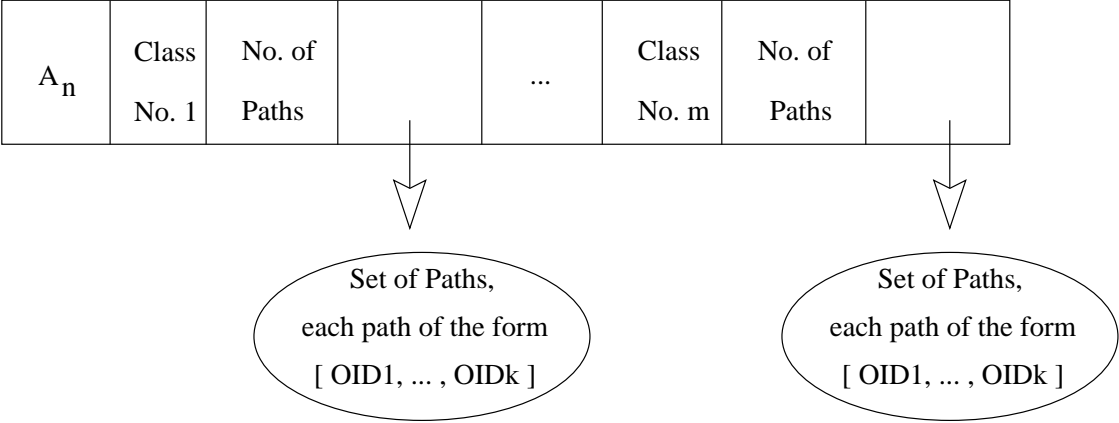 A n
Class
No. 1
No. of
Paths
...
Class
No. m
No. of
Paths
Set of Paths,
each path of the form
[ OID1, ... , OIDk ]
Set of Paths,
each path of the form
[ OID1, ... , OIDk ]